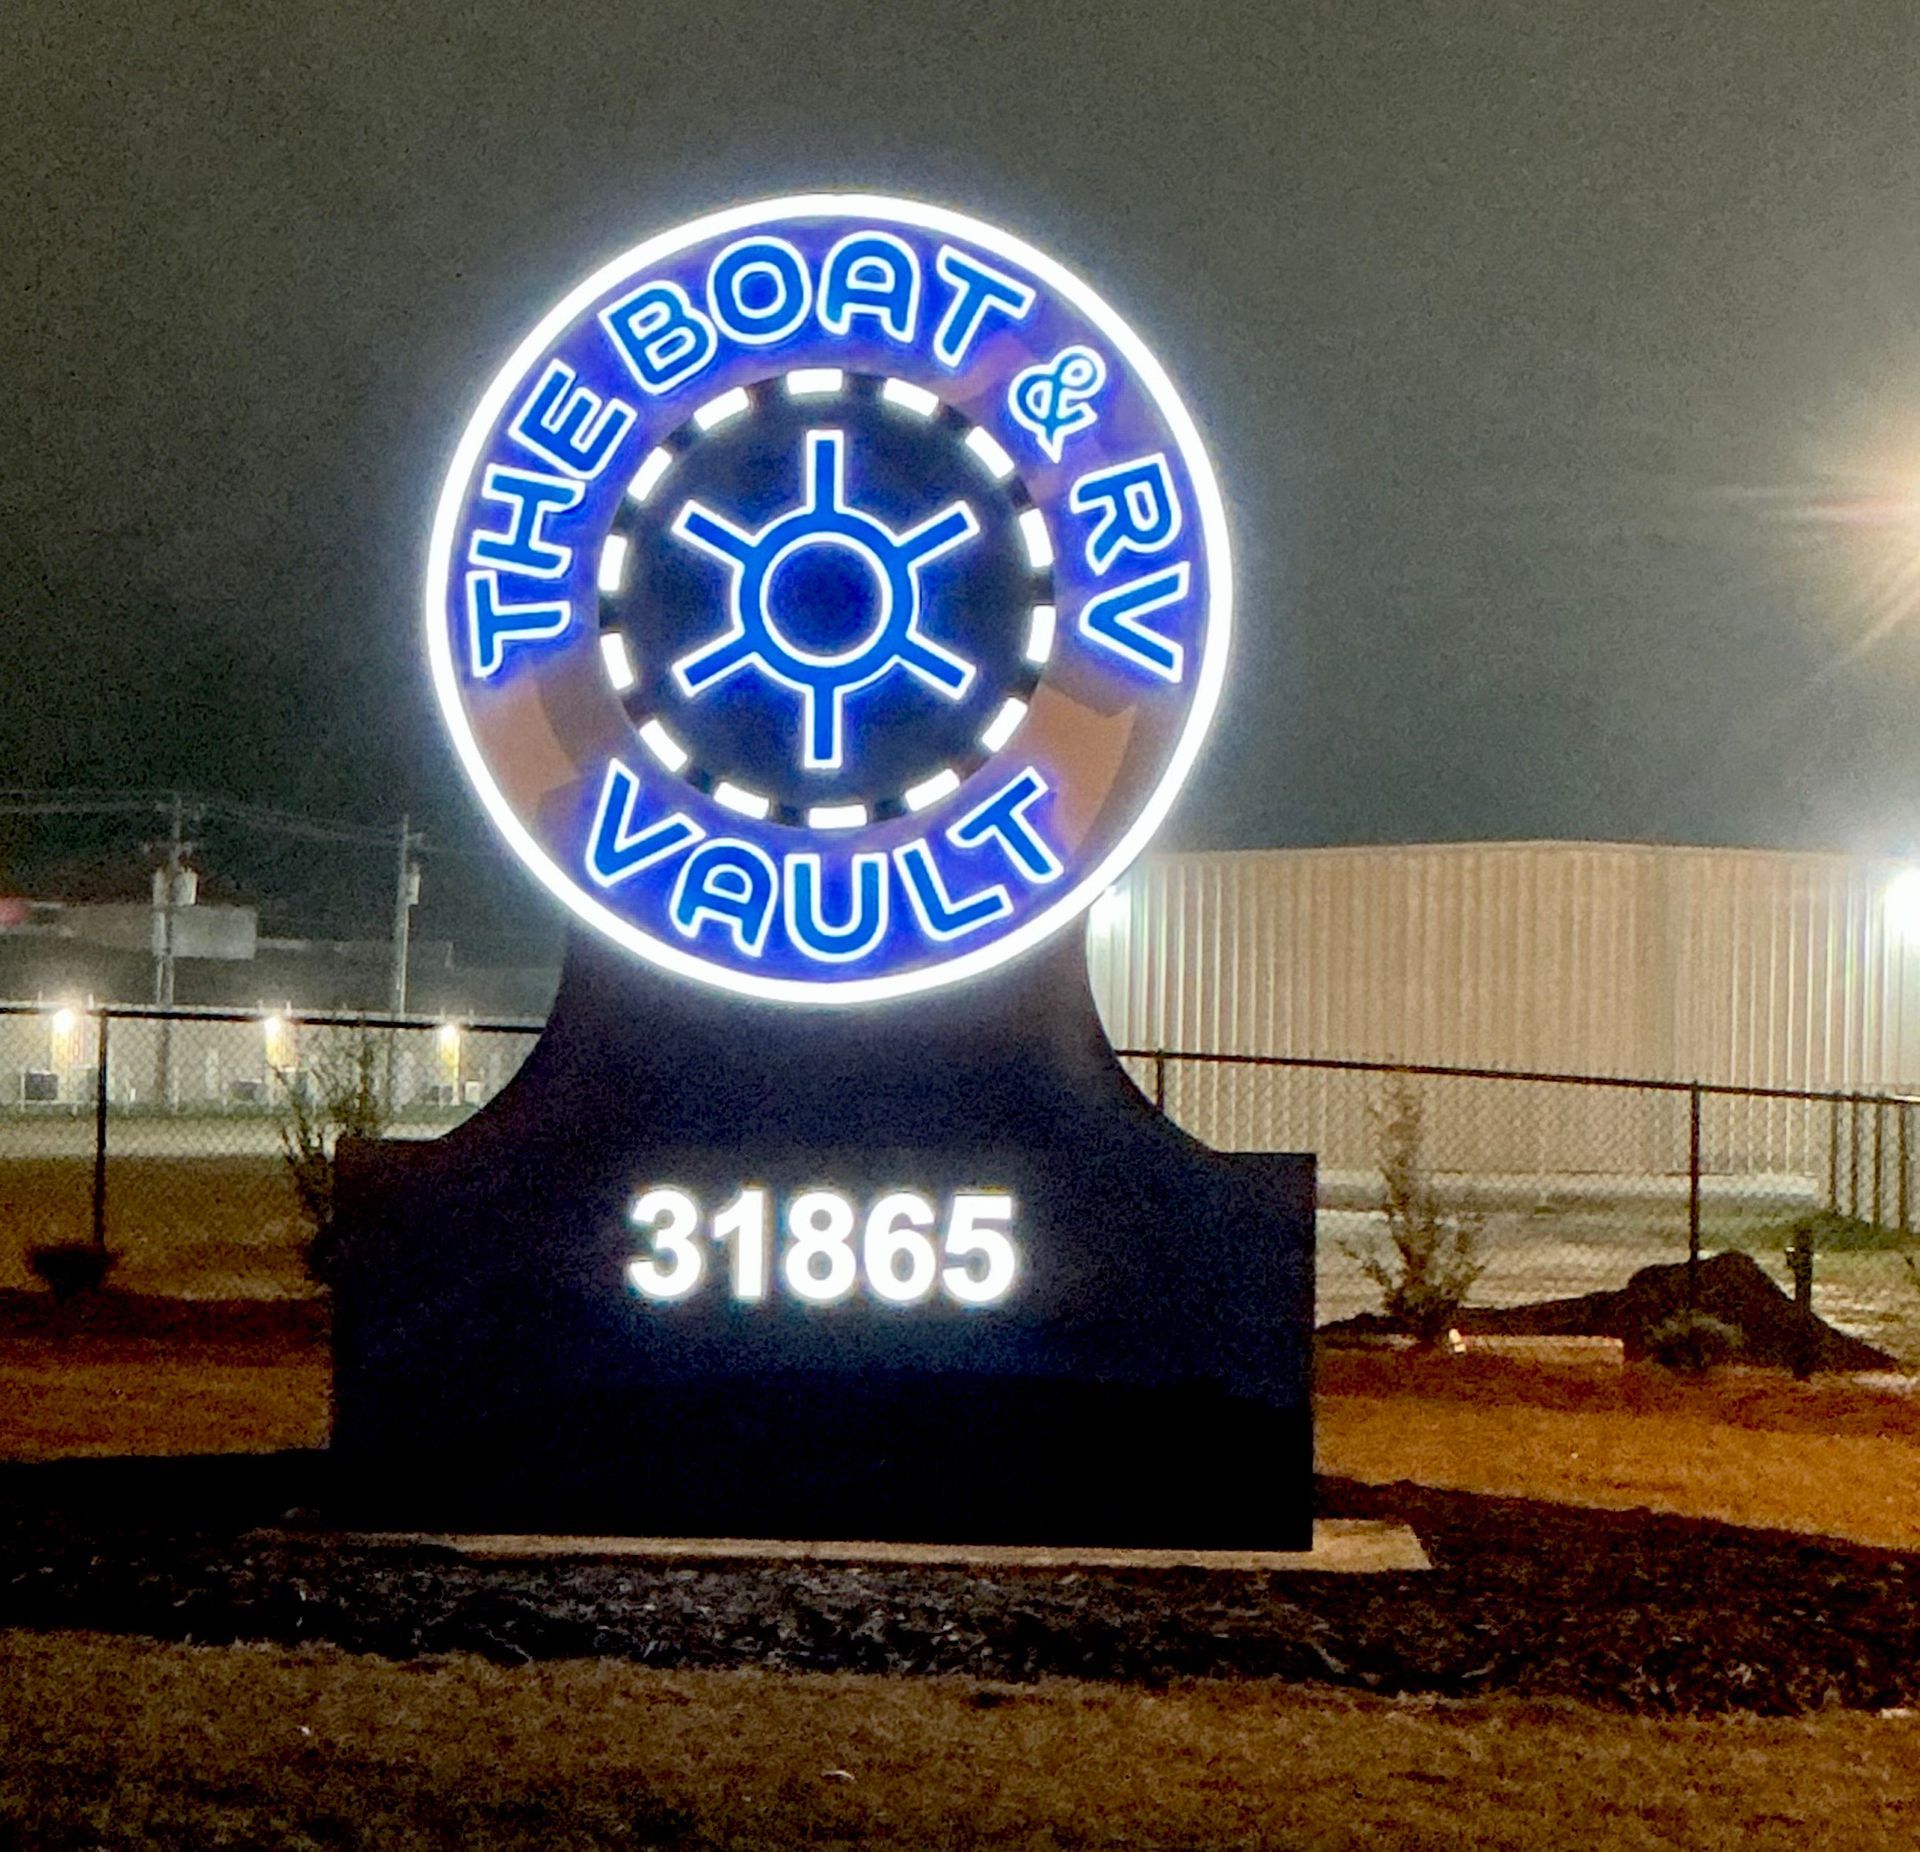 THE BOAT & RV
VAULT
31865